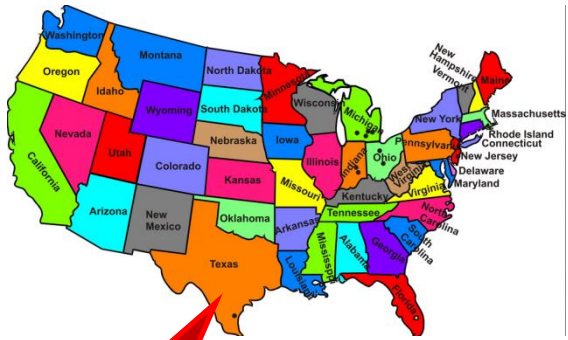 Washington
Montana
North Dakota
Minnesota
Oregon
Idaho
Wyoming
South Dakota
Wisconsin
Michigan
New
Hampshire
Vermont
Maine
New York
Massachusetts
Rhode Island
Connecticut
Nevada
Utah
Colorado
Nebraska
Iowa
Illinois
Indiana
Ohio
Pennsylvani
New Jersey
Delaware
Maryland
California
Kansas
Missouri
Kentucky
West
Virginia
Virginia
Arizona
New
Mexico
Oklahoma
Arkansas
Tennessee
North
Carolina
South
Carolina
Texas
Louisiana
Mississippi
Alabama
Georgia
Florida